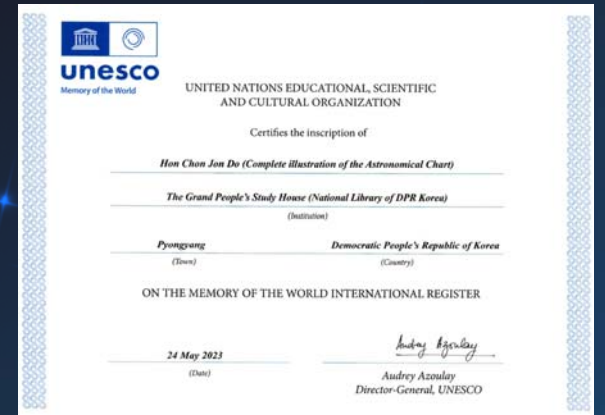 unesco
Memory of the World
UNITED NATIONS EDUCATIONAL, SCIENTIFIC
AND CULTURAL ORGANIZATION
Certifies the inscription of
Hon Chon Jon Do (Complete illustration of the Astronomical Chart)
The Grand People's Study House (National Library of DPR Korea)
(Institution)
Pyongyang Democratic People's Republic of Korea
(Town) (Country)
ON THE MEMORY OF THE WORLD INTERNATIONAL REGISTER
Audrey Azoulay
24 May 2023
(Date) Audrey Azoulay
Director-General, UNESCO